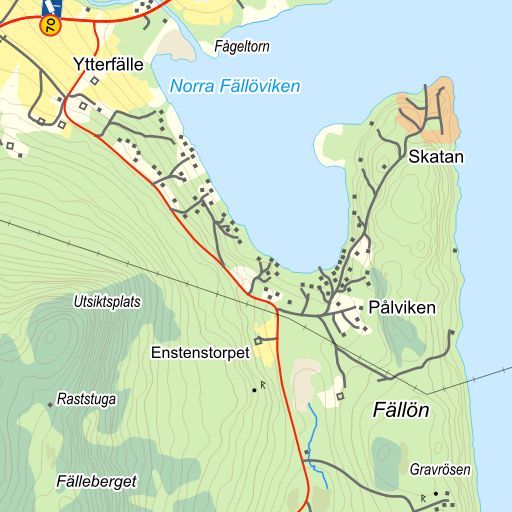 70
Fågeltorn
Ytterfälle
Norra Fällöviken
Skatan
Utsiktsplats
Pålviken
Enstenstorpet
R
Raststuga
Fällön
Gravrösen
Fälleberget
R